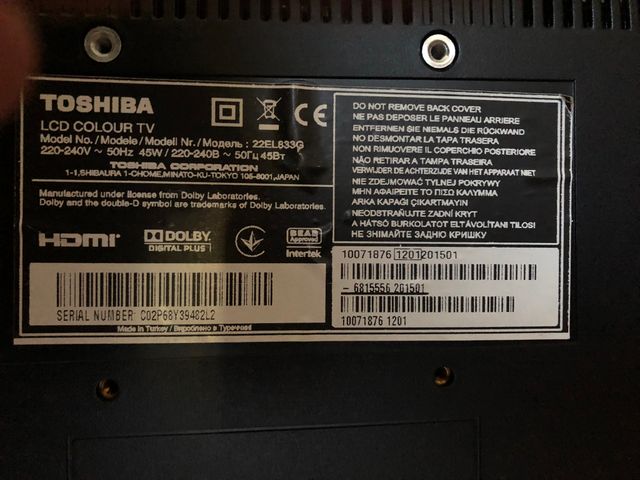 TOSHIBA
LCD COLOUR TV
Model No./Modele/Modell Nr./Модель : 22EL833G
220-240V ~ 50Hz 45W / 220-240В ~ 50Гц 45Вт
TOSHIBA CORPORATION
1-1, SHIBAURA 1-CHOME, MINATO-KU-TOKYO 105-8001, JAPAN
Manufactured under license from Dolby Laboratories.
Dolby and the double-D symbol are trademarks of Dolby Laboratories.
HDMI
DOLBY
DIGITAL PLUS
BEAB
Approved
Intertek
SERIAL NUMBER C02P68Y39482L2
Made in Turkey / Вироблено в Туреччині
DO NOT REMOVE BACK COVER
NE PAS DEPOSER LE PANNEAU ARRIERE
ENTFERNEN SIE NIEMALS DIE RÜCKWAND
NO DESMONTAR LA TAPA TRASERA
NON RIMUOVERE IL COPERCHIO POSTERIORE
NÃO RETIRAR A TAMPA TRASEIRA
VERWIJDER DE ACHTERZIJDE VAN HET APPARAAT NIET
NIE ZDEJMOWAĆ TYLNEJ POKRYWY
ΜΗΝ ΑΦΑΙΡΕΙΤΕ ΤΟ ΠΙΣΩ ΚΑΛΥΜΜΑ
ARKA KAPAĞI ÇIKARTMAYIN
NEODSTRAŇUJTE ZADNÍ KRYT
A HÁTSÓ BURKOLATOT ELTÁVOLÍTANI TILOS!
НЕ ЗНІМАЙТЕ ЗАДНЮ КРИШКУ
10071876 1201201501
- 6815556 201501
10071876 1201